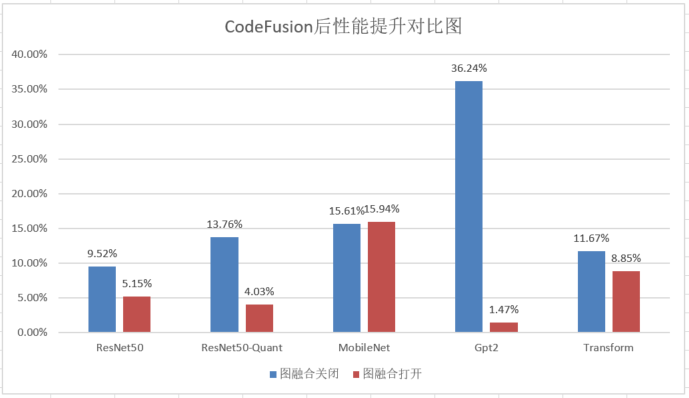 CodeFusion后性能提升对比图
40.00%
35.00%
30.00%
25.00%
20.00%
15.00%
10.00%
5.00%
0.00%
9.52%
5.15%
13.76%
4.03%
15.61%
15.94%
36.24%
1.47%
11.67%
8.85%
ResNet50
ResNet50-Quant
MobileNet
Gpt2
Transform
图融合关闭
图融合打开